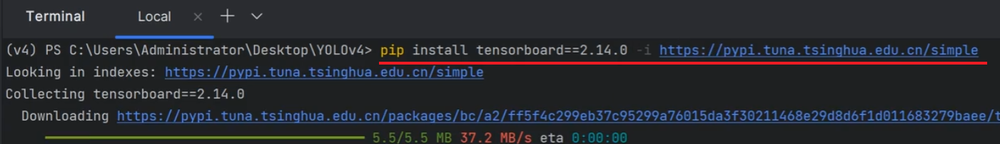 Terminal Local × + ∨
(v4) PS C:\Users\Administrator\Desktop\YOLOv4> pip install tensorboard==2.14.0 -i https://pypi.tuna.tsinghua.edu.cn/simple
Looking in indexes: https://pypi.tuna.tsinghua.edu.cn/simple
Collecting tensorboard==2.14.0
Downloading https://pypi.tuna.tsinghua.edu.cn/packages/bc/a2/ff5f4c299eb37c95299a76015da3f30211468e29d8d6f1d011683279baee/t
5.5/5.5 MB 37.2 MB/s eta 0:00:00